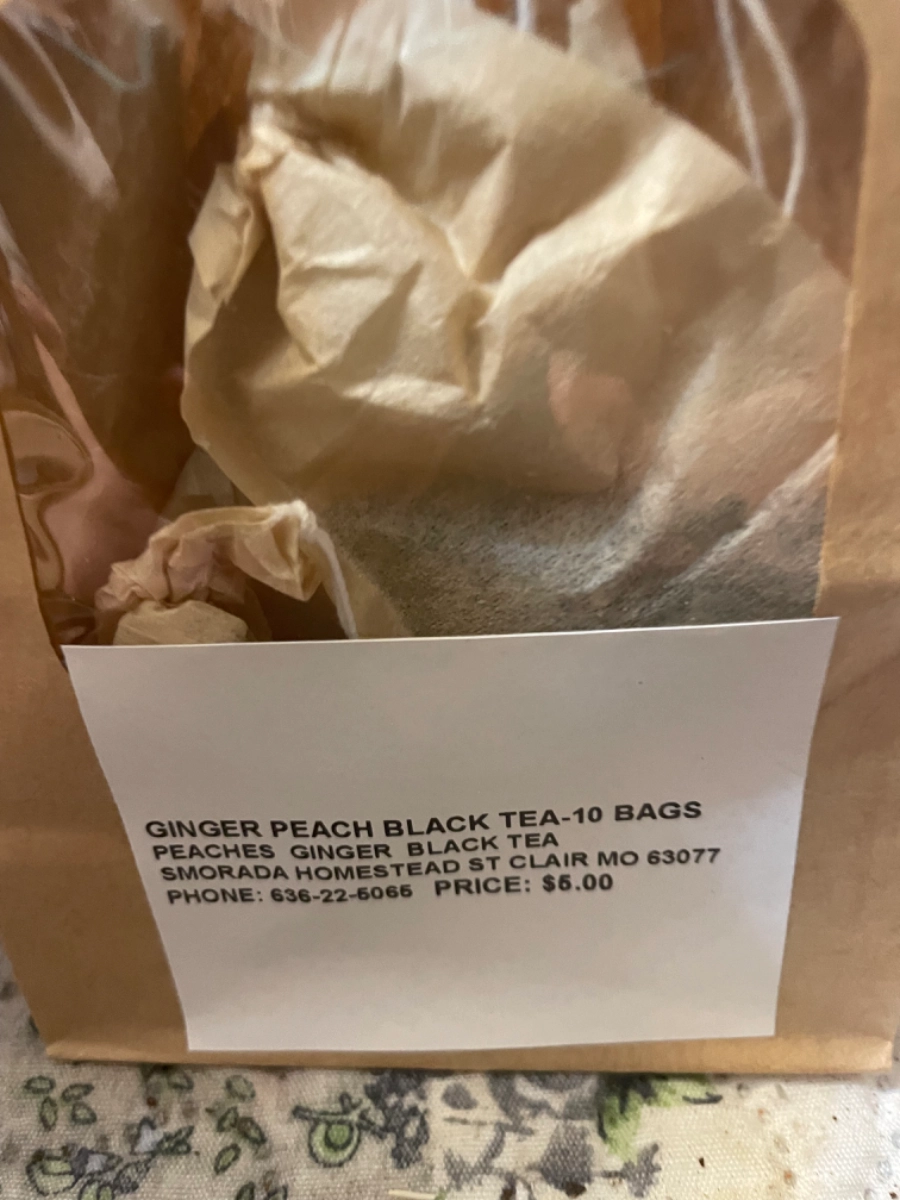 GINGER PEACH BLACK TEA-10 BAGS
PEACHES GINGER BLACK TEA
SMORADA HOMESTEAD ST CLAIR MO 63077
PHONE: 636-22-5065 PRICE: $5.00